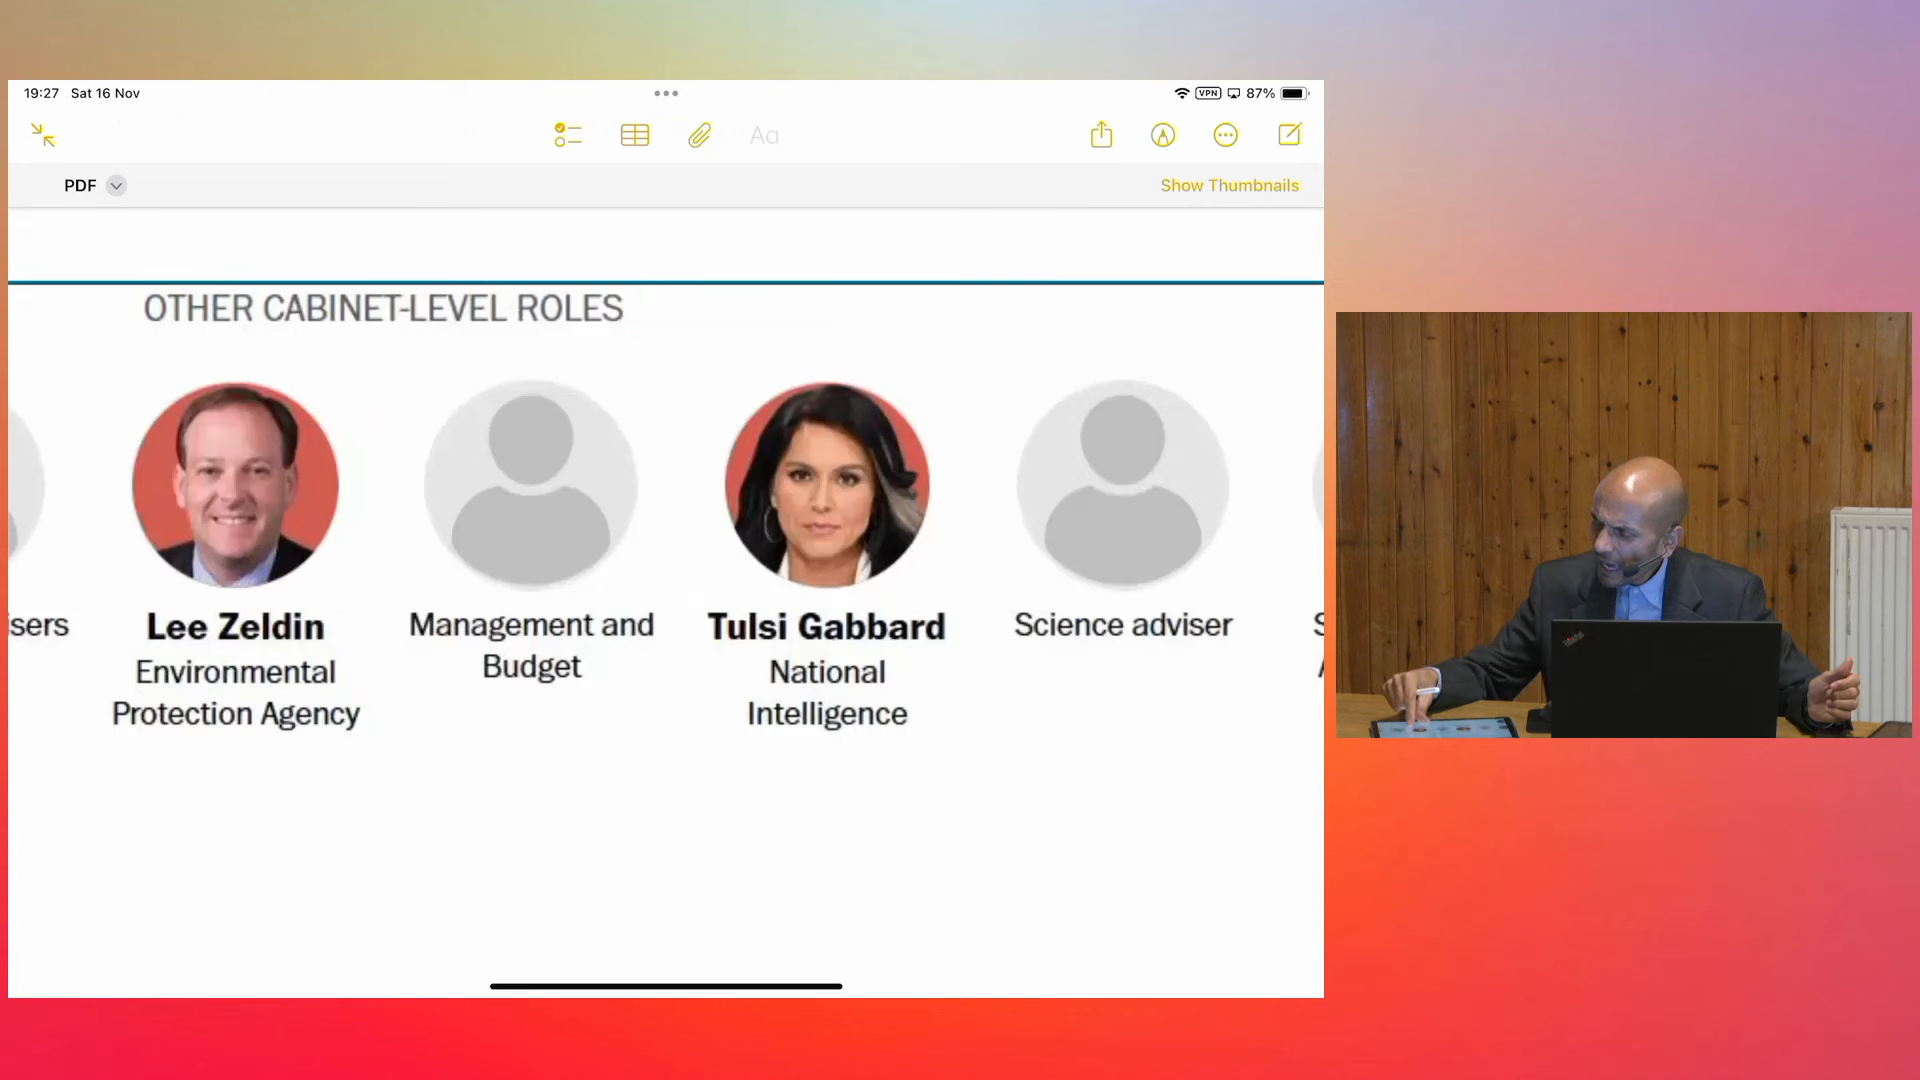 19:27 Sat 16 Nov
VPN 87%
Aa
PDF
Show Thumbnails
OTHER CABINET-LEVEL ROLES
isers
Lee Zeldin
Environmental
Protection Agency
Management and
Budget
Tulsi Gabbard
National
Intelligence
Science adviser